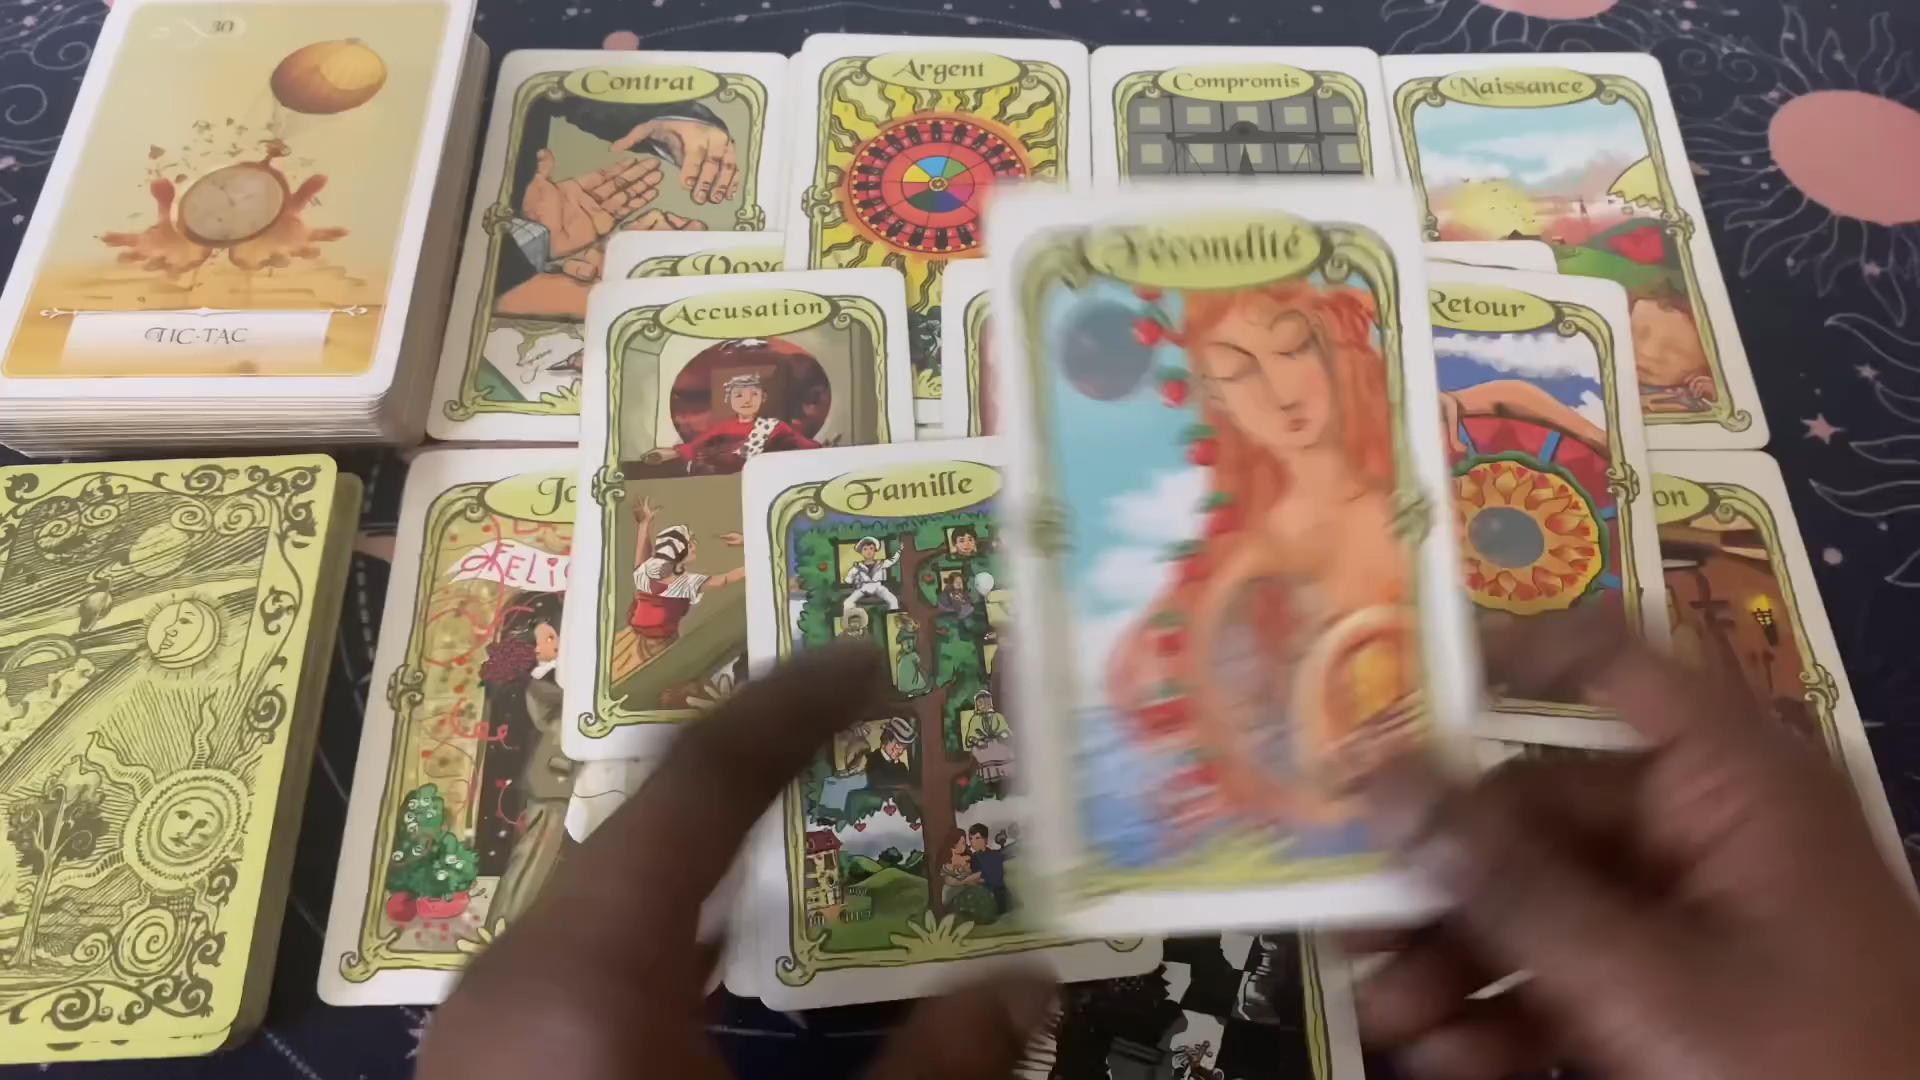 30
TIC-TAC
Contrat
Argent
Compromis
Naissance
Accusation
Fécondité
Retour
Famille